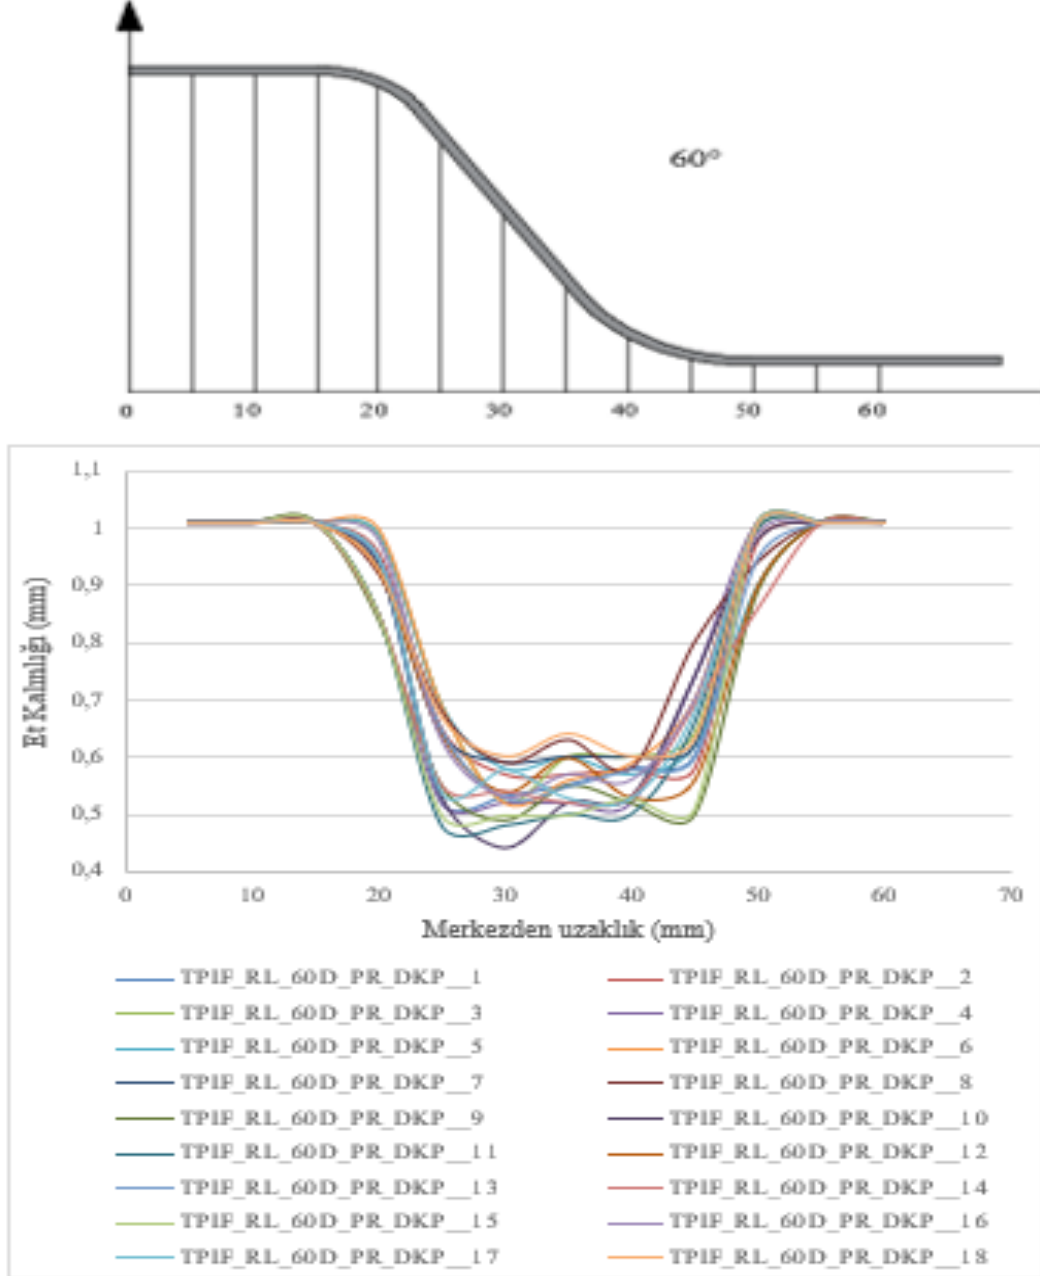 60°
0 10 20 30 40 50 60
1,1
1
0,9
0,8
0,7
0,6
0,5
0,4
Et Kalınlığı (mm)
0 10 20 30 40 50 60 70
Merkezden uzaklık (mm)
TPIF_RL_60D_PR_DKP__1 TPIF_RL_60D_PR_DKP__2
TPIF_RL_60D_PR_DKP__3 TPIF_RL_60D_PR_DKP__4
TPIF_RL_60D_PR_DKP__5 TPIF_RL_60D_PR_DKP__6
TPIF_RL_60D_PR_DKP__7 TPIF_RL_60D_PR_DKP__8
TPIF_RL_60D_PR_DKP__9 TPIF_RL_60D_PR_DKP__10
TPIF_RL_60D_PR_DKP__11 TPIF_RL_60D_PR_DKP__12
TPIF_RL_60D_PR_DKP__13 TPIF_RL_60D_PR_DKP__14
TPIF_RL_60D_PR_DKP__15 TPIF_RL_60D_PR_DKP__16
TPIF_RL_60D_PR_DKP__17 TPIF_RL_60D_PR_DKP__18